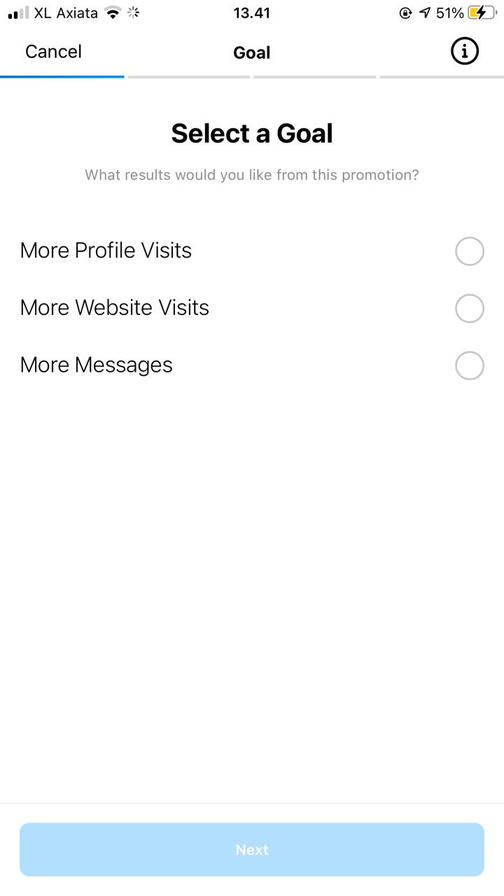 XL Axiata
13.41
51%
Cancel
Goal
Select a Goal
What results would you like from this promotion?
More Profile Visits
More Website Visits
More Messages
Next